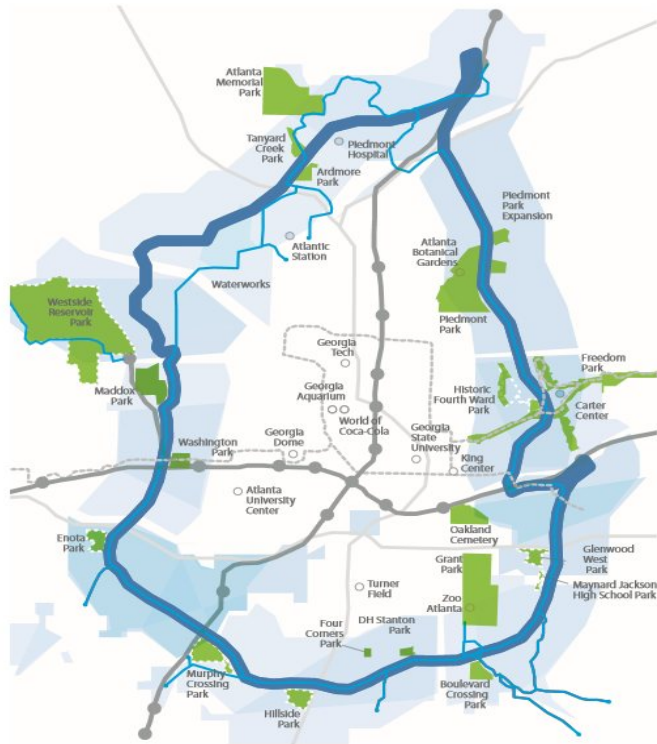 Atlanta
Memorial
Park
Tanyard
Creek
Park
Piedmont
Hospital
Ardmore
Park
Piedmont
Park
Expansion
Atlantic
Station
Atlanta
Botanical
Gardens
Waterworks
Westside
Reservoir
Park
Piedmont
Park
Georgia
Tech
Freedom
Park
Maddox
Park
Georgia
Aquarium
Historic
Fourth Ward
Park
Carter
Center
World of
Coca-Cola
Washington
Park
Georgia
Dome
Georgia
State
University
King
Center
Atlanta
University
Center
Oakland
Cemetery
Enota
Park
Grant
Park
Glenwood
West
Park
Turner
Field
Zoo
Atlanta
Maynard Jackson
High School Park
Four
Corners
Park
DH Stanton
Park
Murphy
Crossing
Park
Boulevard
Crossing
Park
Hillside
Park